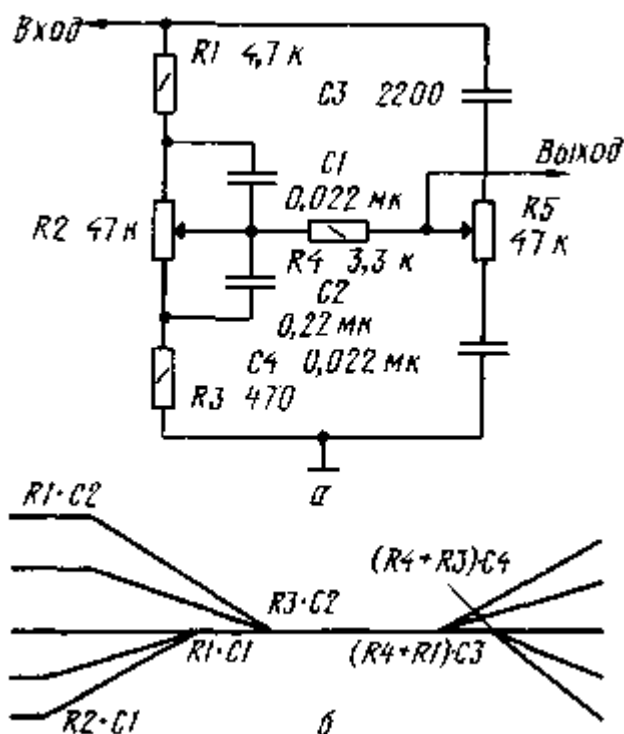 Вход
R1 4,7 к
C3 2200
Выход
C1
0,022 мк
R2 47 к
R5
47 к
R4 3,3 к
C2
0,22 мк
C4 0,022 мк
R3 470
а
R1·C2
(R4+R3)·C4
R3·C2
R1·C1
(R4+R1)·C3
R2·C1
б